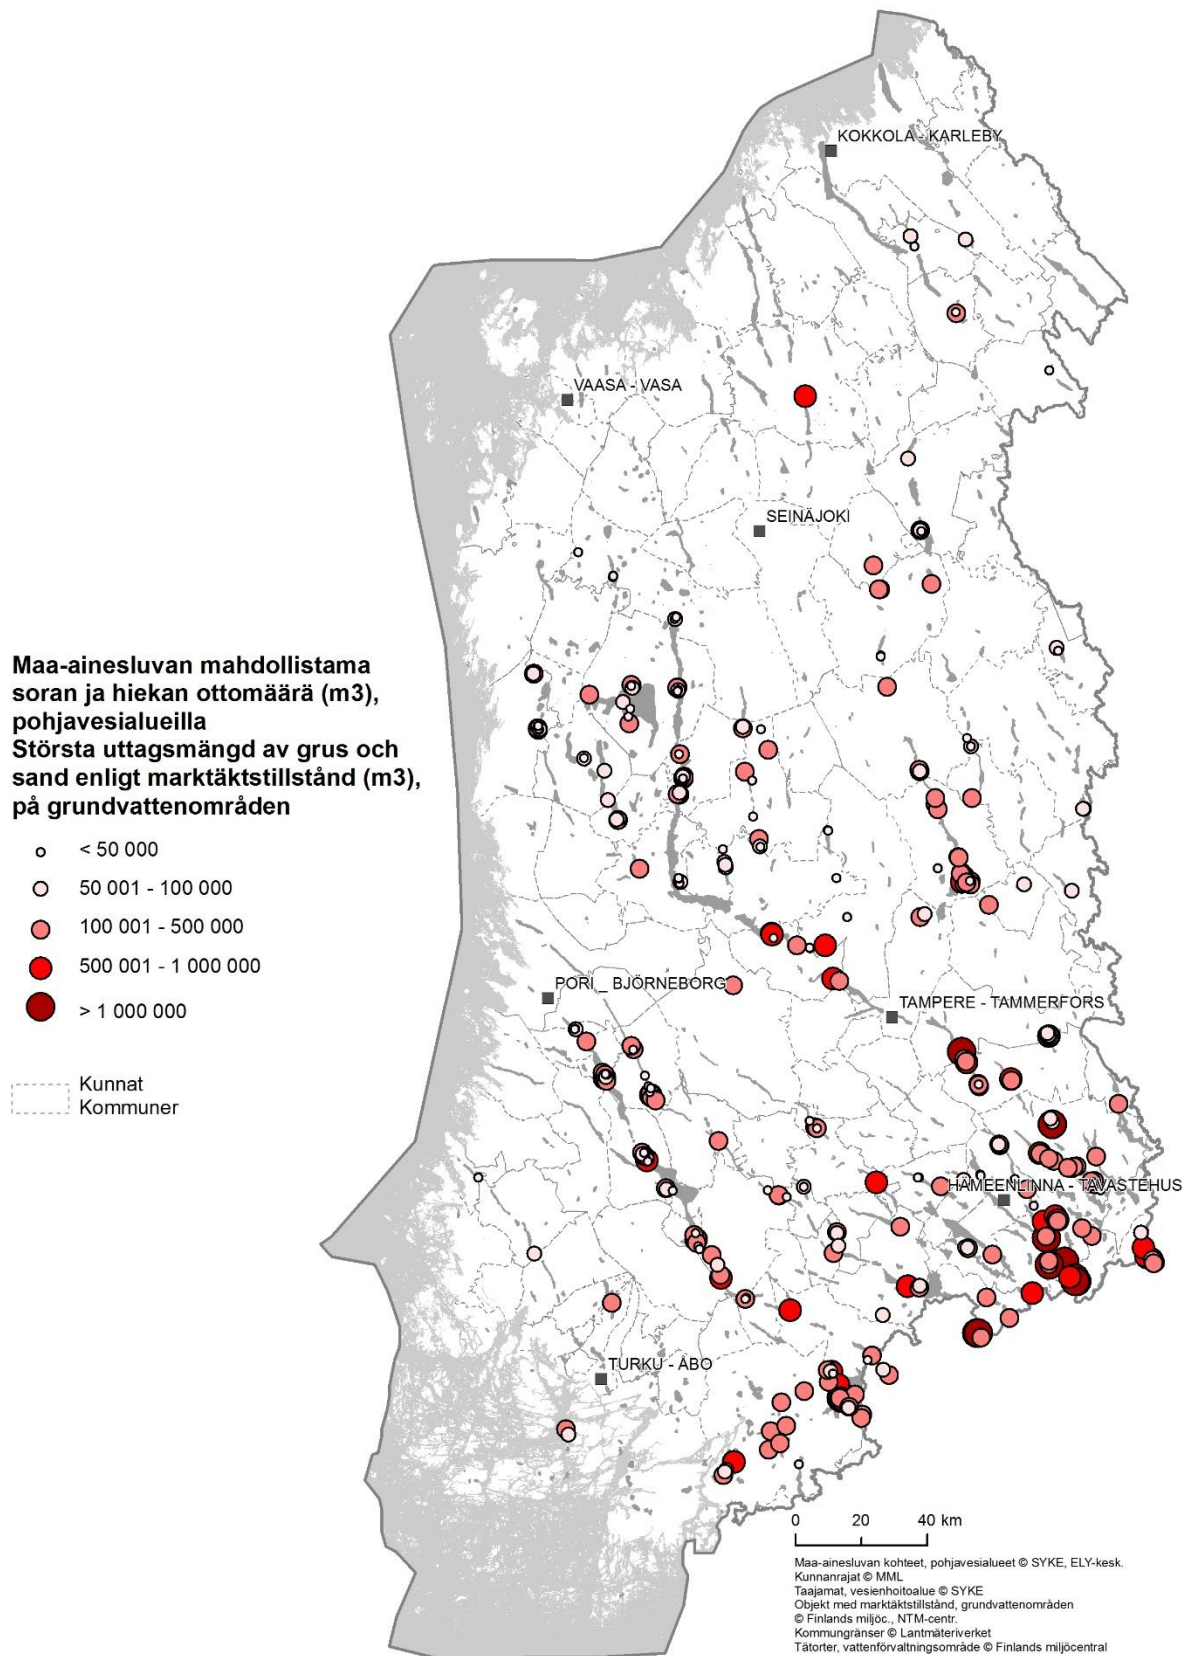 KOKKOLA - KARLEBY
VAASA - VASA
SEINÄJOKI
Maa-ainesluvan mahdollistama
soran ja hiekan ottomäärä (m3),
pohjavesialueilla
Största uttagsmängd av grus och
sand enligt marktäktstillstånd (m3),
på grundvattenområden
< 50 000
50 001 - 100 000
100 001 - 500 000
500 001 - 1 000 000
> 1 000 000
Kunnat
Kommuner
PORI _ BJÖRNEBORG
TAMPERE - TAMMERFORS
HÄMEENLINNA - TAVASTEHUS
TURKU - ÅBO
0 20 40 km
Maa-ainesluvan kohteet, pohjavesialueet © SYKE, ELY-kesk.
Kunnanrajat © MML
Taajamat, vesienhoitoalue © SYKE
Objekt med marktäktstillstånd, grundvattenområden
© Finlands miljöc., NTM-centr.
Kommungränser © Lantmäteriverket
Tätorter, vattenförvaltningsområde © Finlands miljöcentral